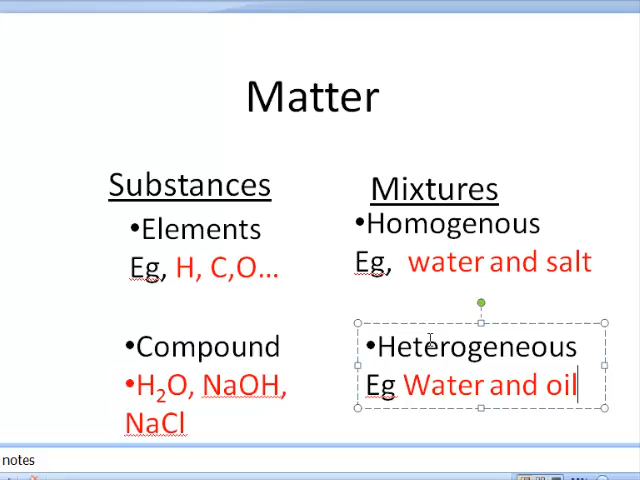 Matter
Substances
•Elements
Eg, H, C,O...
•Compound
•H₂O, NaOH,
NaCl
Mixtures
•Homogenous
Eg, water and salt
•Heterogeneous
Eg Water and oil
notes